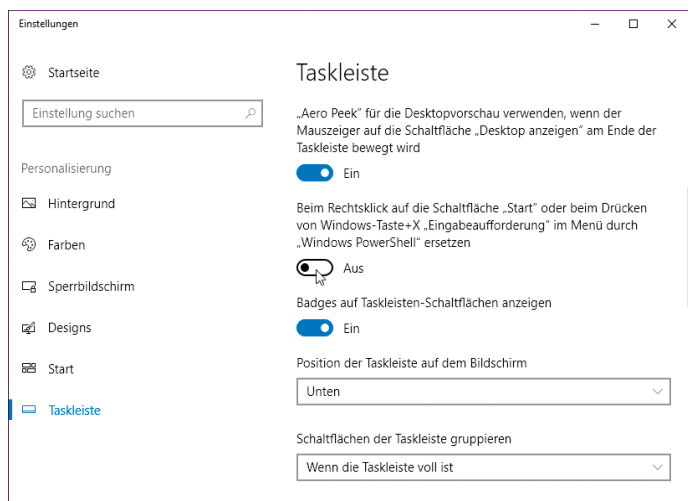 Einstellungen
Startseite
Einstellung suchen
Personalisierung
Hintergrund
Farben
Sperrbildschirm
Designs
Start
Taskleiste
Taskleiste
„Aero Peek“ für die Desktopvorschau verwenden, wenn der
Mauszeiger auf die Schaltfläche „Desktop anzeigen“ am Ende der
Taskleiste bewegt wird
Ein
Beim Rechtsklick auf die Schaltfläche „Start“ oder beim Drücken
von Windows-Taste+X „Eingabeaufforderung“ im Menü durch
„Windows PowerShell“ ersetzen
Aus
Badges auf Taskleisten-Schaltflächen anzeigen
Ein
Position der Taskleiste auf dem Bildschirm
Unten
Schaltflächen der Taskleiste gruppieren
Wenn die Taskleiste voll ist